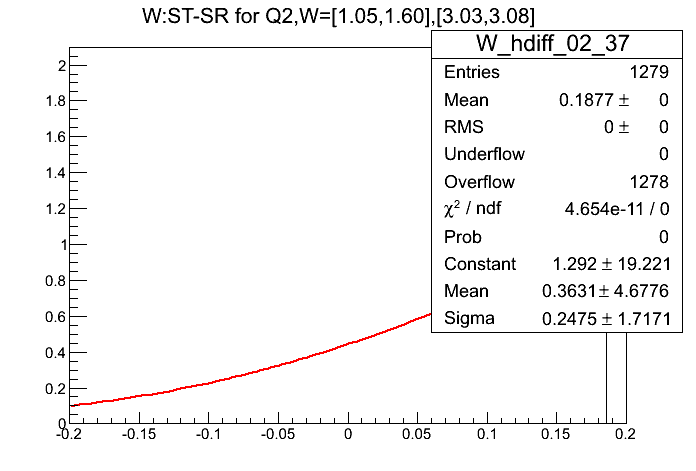 W:ST-SR for Q2,W=[1.05,1.60],[3.03,3.08]
W_hdiff_02_37
Entries 1279
Mean 0.1877 ± 0
RMS 0 ± 0
Underflow 0
Overflow 1278
χ² / ndf 4.654e-11 / 0
Prob 0
Constant 1.292 ± 19.221
Mean 0.3631 ± 4.6776
Sigma 0.2475 ± 1.7171
2
1.8
1.6
1.4
1.2
1
0.8
0.6
0.4
0.2
0
-0.2 -0.15 -0.1 -0.05 0 0.05 0.1 0.15 0.2